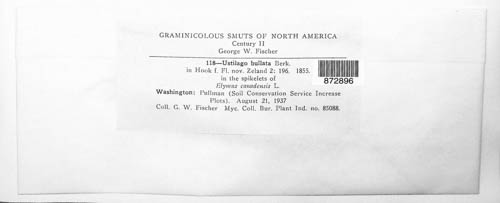 GRAMINICOLOUS SMUTS OF NORTH AMERICA
Century II
George W. Fischer
118—Ustilago bullata Berk.
in Hook f. Fl. nov. Zeland 2: 196. 1855.
in the spikelets of
Elymus canadensis L.
Washington: Pullman (Soil Conservation Service Increase
Plots). August 21, 1937
Coll. G. W. Fischer Myc. Coll. Bur. Plant Ind. no. 85088.
872896